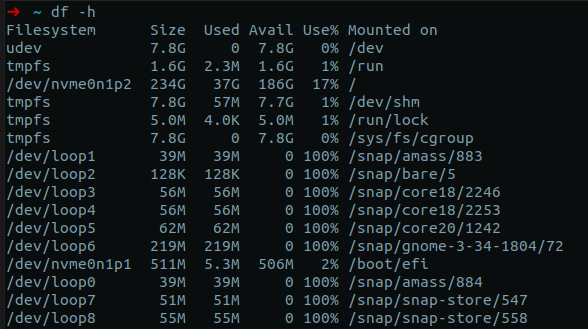 ➜ ~ df -h
Filesystem      Size  Used Avail Use% Mounted on
udev            7.8G     0  7.8G   0% /dev
tmpfs           1.6G  2.3M  1.6G   1% /run
/dev/nvme0n1p2  234G   37G  186G  17% /
tmpfs           7.8G   57M  7.7G   1% /dev/shm
tmpfs           5.0M  4.0K  5.0M   1% /run/lock
tmpfs           7.8G     0  7.8G   0% /sys/fs/cgroup
/dev/loop1       39M   39M     0 100% /snap/amass/883
/dev/loop2      128K  128K     0 100% /snap/bare/5
/dev/loop3       56M   56M     0 100% /snap/core18/2246
/dev/loop4       56M   56M     0 100% /snap/core18/2253
/dev/loop5       62M   62M     0 100% /snap/core20/1242
/dev/loop6      219M  219M     0 100% /snap/gnome-3-34-1804/72
/dev/nvme0n1p1  511M  5.3M  506M   2% /boot/efi
/dev/loop0       39M   39M     0 100% /snap/amass/884
/dev/loop7       51M   51M     0 100% /snap/snap-store/547
/dev/loop8       55M   55M     0 100% /snap/snap-store/558